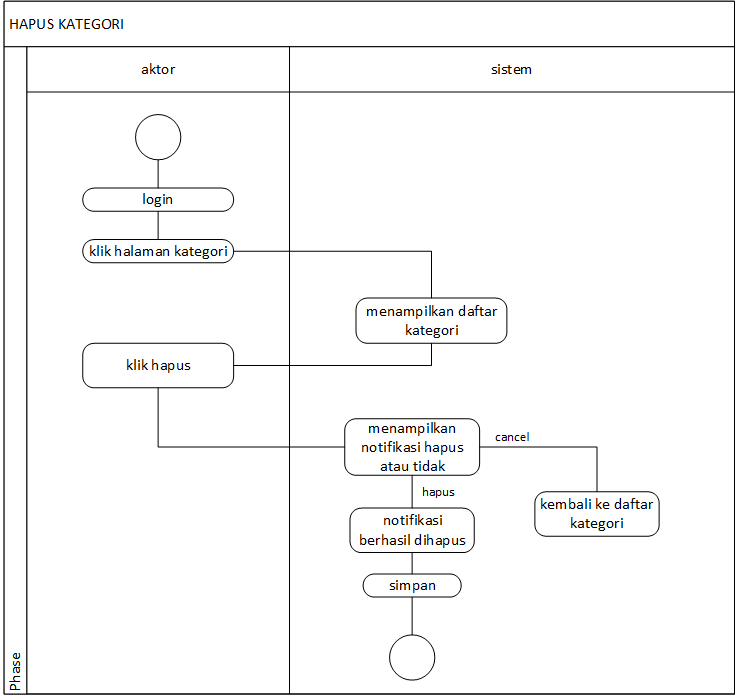 HAPUS KATEGORI
aktor
sistem
login
klik halaman kategori
menampilkan daftar
kategori
klik hapus
menampilkan
notifikasi hapus
atau tidak
cancel
hapus
kembali ke daftar
kategori
notifikasi
berhasil dihapus
simpan
Phase